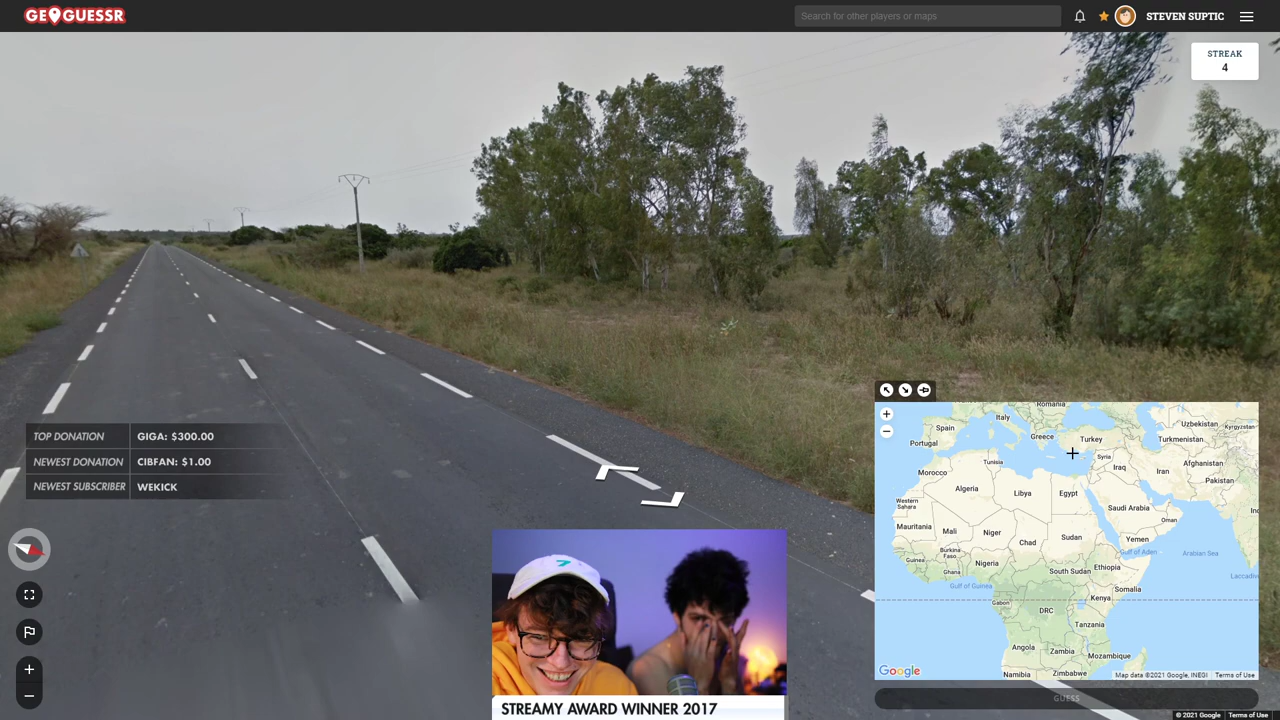 GEOGUESSR
Search for other players or maps
STEVEN SUPTIC
STREAK
4
TOP DONATION GIGA: $300.00
NEWEST DONATION CIBFAN: $1.00
NEWEST SUBSCRIBER WEKICK
STREAMY AWARD WINNER 2017
Romania
Italy
Uzbekistan
Kyrgyzstan
Spain
Portugal
Greece
Turkey
Turkmenistan
Tunisia
Syria
Afghanistan
Morocco
Iraq
Iran
Pakistan
Algeria
Libya
Egypt
Western
Sahara
Saudi Arabia
Oman
Mauritania
Mali
Niger
Chad
Sudan
Yemen
Burkina
Faso
Gulf of Aden
Arabian Sea
Guinea
Ghana
Nigeria
South Sudan
Ethiopia
Gulf of Guinea
Somalia
Laccadiv
Gabon
DRC
Kenya
Tanzania
Angola
Zambia
Mozambique
Namibia
Zimbabwe
Google
Map data ©2021 Google, INEGI
Terms of Use
GUESS
© 2021 Google
Terms of Use